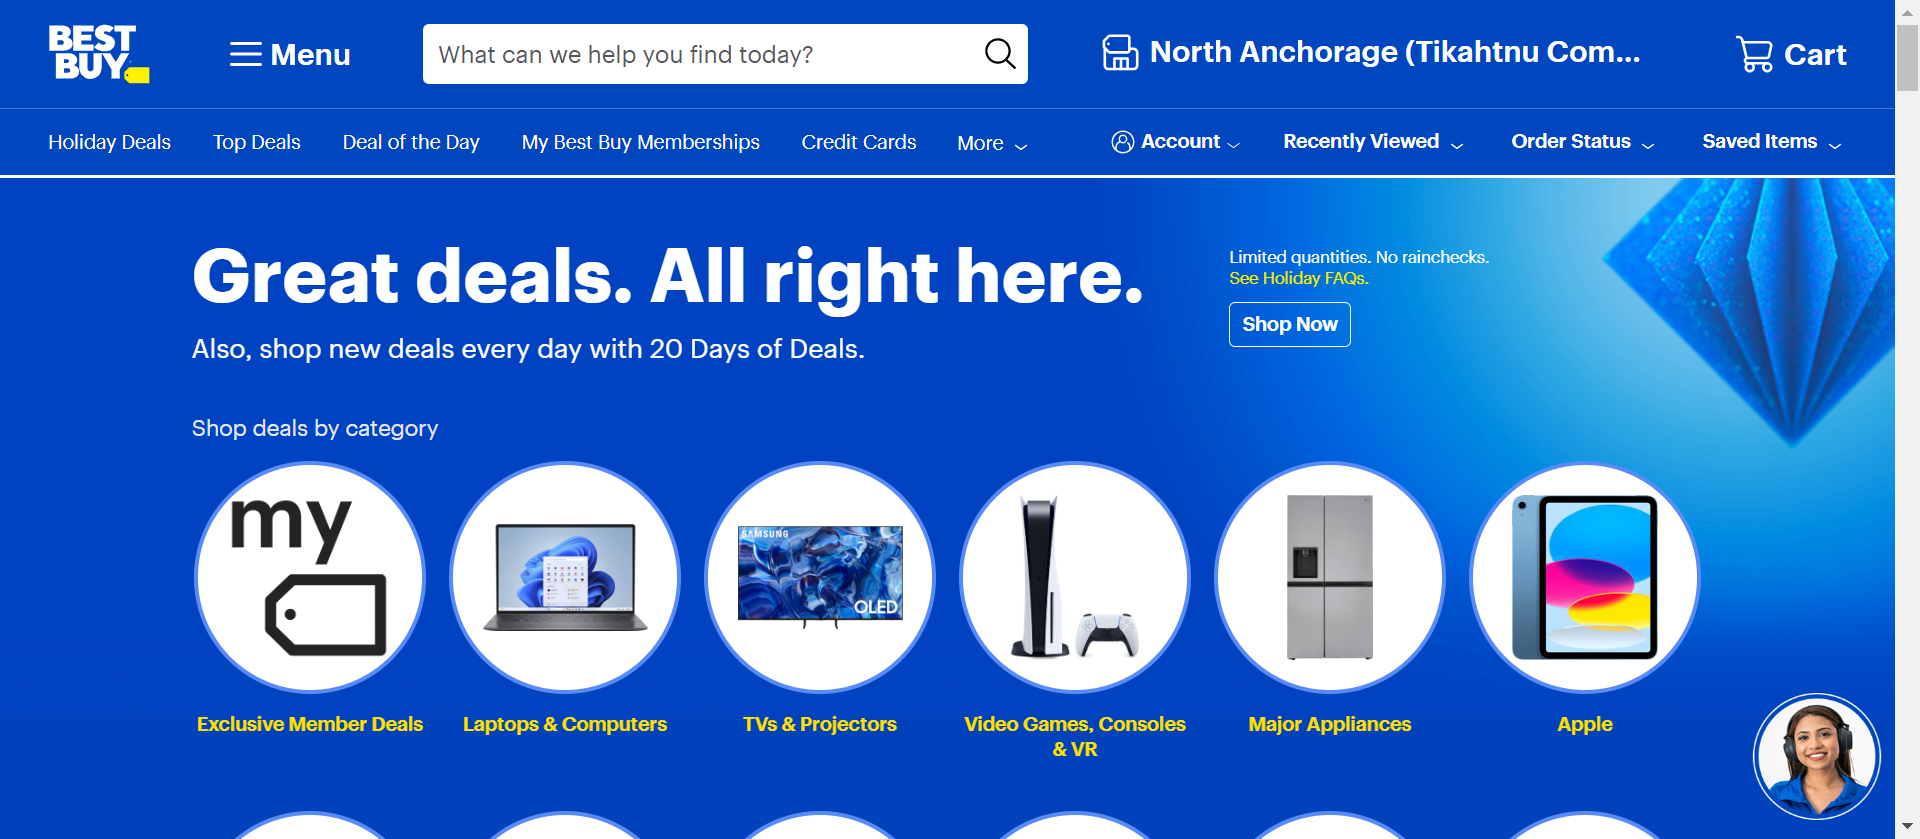 BEST
BUY
Menu
What can we help you find today?
North Anchorage (Tikahtnu Com...
Cart
Holiday Deals
Top Deals
Deal of the Day
My Best Buy Memberships
Credit Cards
More
Account
Recently Viewed
Order Status
Saved Items
Great deals. All right here.
Also, shop new deals every day with 20 Days of Deals.
Limited quantities. No rainchecks.
See Holiday FAQs.
Shop Now
Shop deals by category
my
SAMSUNG
OLED
Exclusive Member Deals
Laptops & Computers
TVs & Projectors
Video Games, Consoles
& VR
Major Appliances
Apple